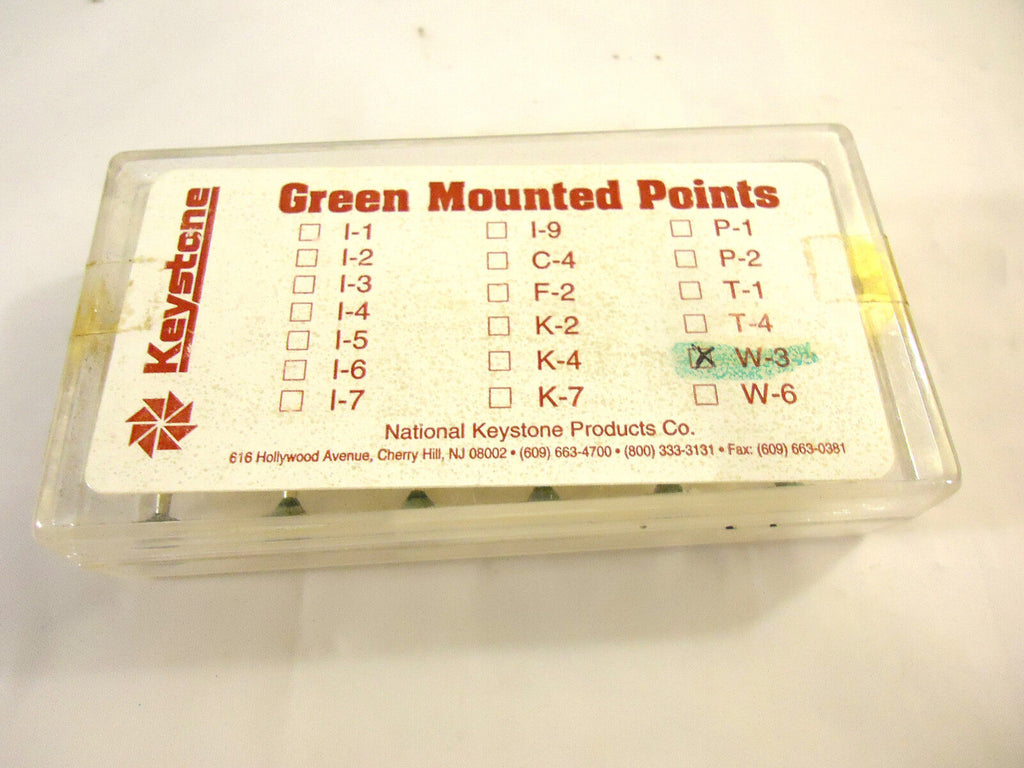 Keystone
Green Mounted Points
I-1
I-2
I-3
I-4
I-5
I-6
I-7
I-9
C-4
F-2
K-2
K-4
K-7
P-1
P-2
T-1
T-4
W-3
W-6
National Keystone Products Co.
616 Hollywood Avenue, Cherry Hill, NJ 08002 • (609) 663-4700 • (800) 333-3131 • Fax: (609) 663-0381